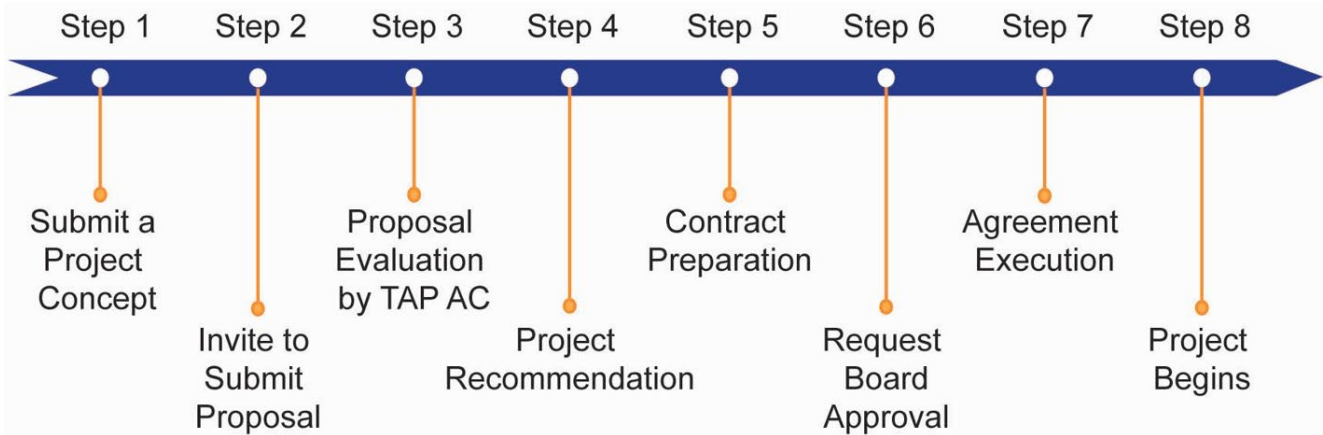 Step 1
Step 2
Step 3
Step 4
Step 5
Step 6
Step 7
Step 8
Submit a
Project
Concept
Invite to
Submit
Proposal
Proposal
Evaluation
by TAP AC
Project
Recommendation
Contract
Preparation
Request
Board
Approval
Agreement
Execution
Project
Begins